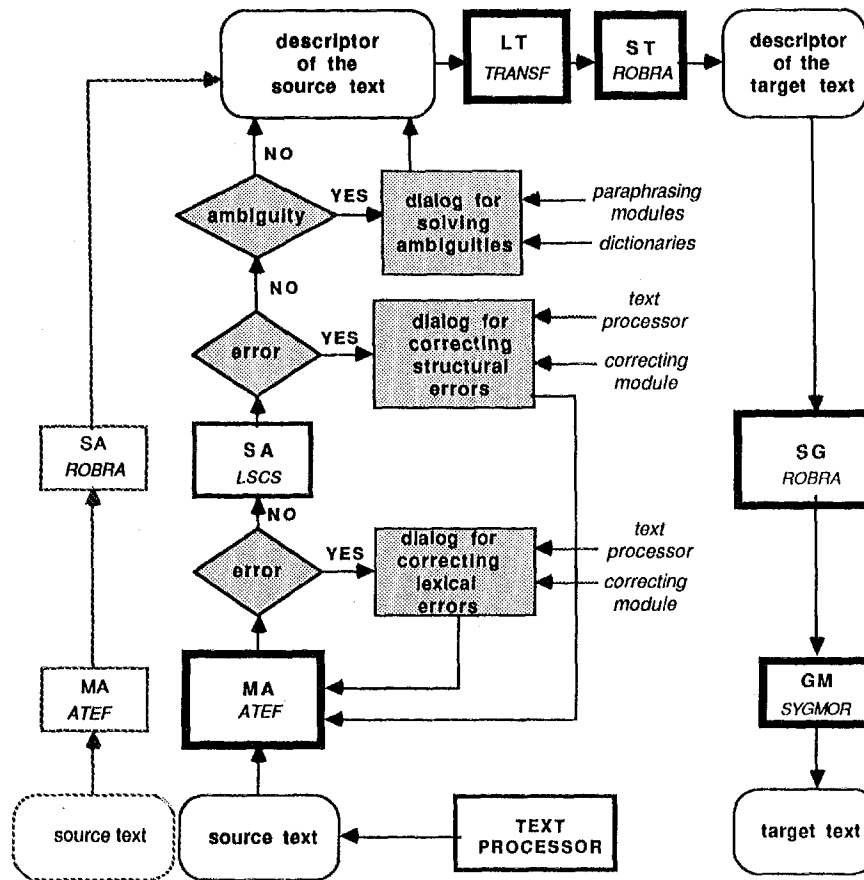 descriptor
of the
source text
LT
TRANSF
ST
ROBRA
descriptor
of the
target text
NO
ambiguity
YES
dialog for
solving
ambiguities
paraphrasing
modules
dictionaries
NO
error
YES
dialog for
correcting
structural
errors
text
processor
correcting
module
SA
ROBRA
SA
LSCS
SG
ROBRA
NO
error
YES
dialog for
correcting
lexical
errors
text
processor
correcting
module
MA
ATEF
MA
ATEF
GM
SYGMOR
source text
source text
TEXT
PROCESSOR
target text